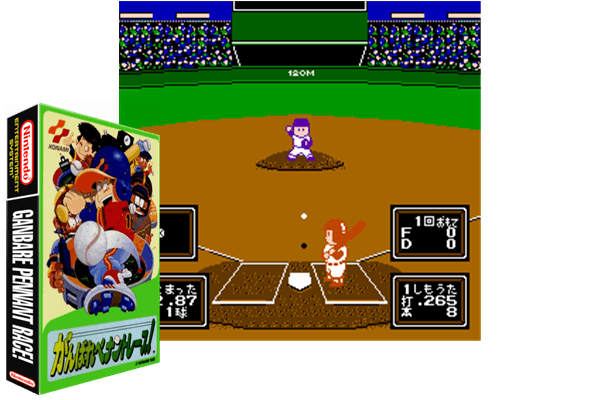 120M
Nintendo
ENTERTAINMENT
SYSTEM
GANBARE PENNANT RACE!
Nintendo
KONAMI
がんばれペナントレース!
1回おもて
F 0
D 0
まった
.87
1球
1しもうた
打.265
本 8